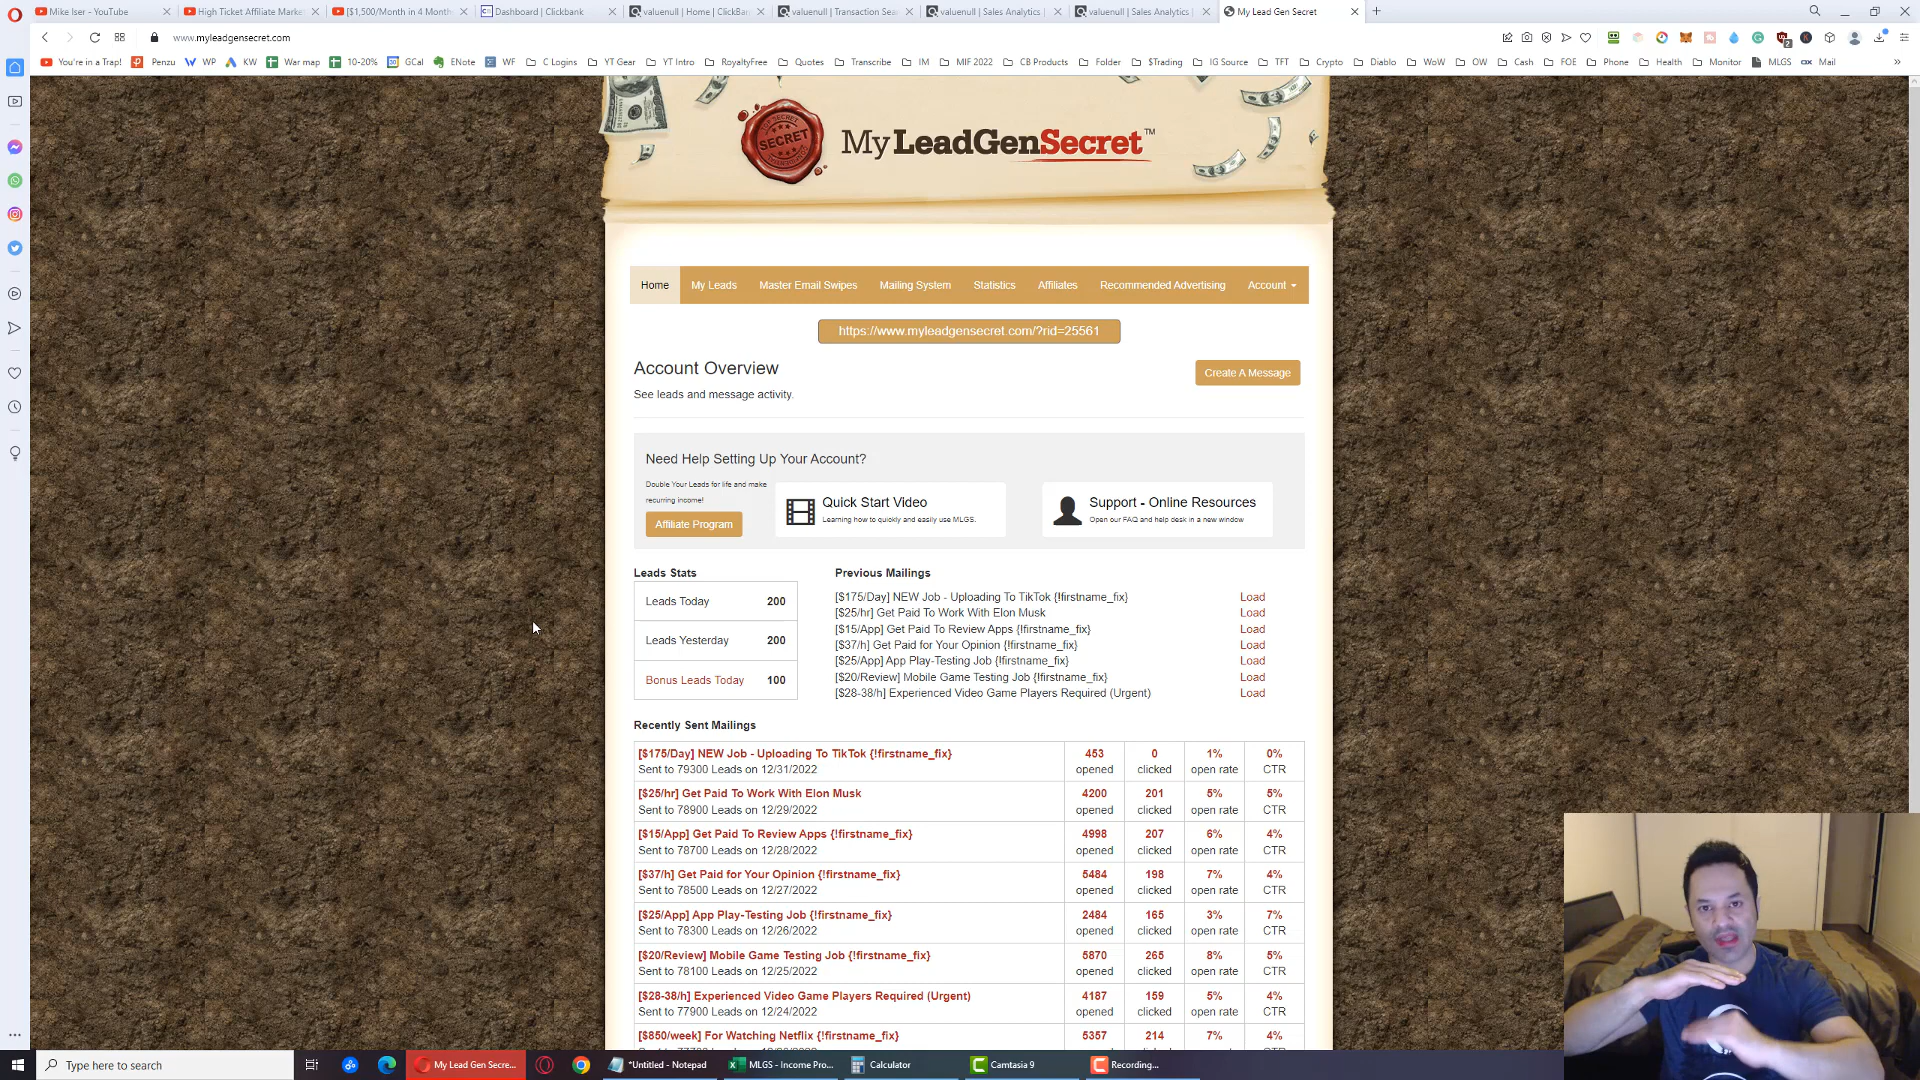 Mike Iser - YouTube
High Ticket Affiliate Market
[$1,500/Month in 4 Month
Dashboard | Clickbank
valuenull | Home | ClickBan
valuenull | Transaction Sea
valuenull | Sales Analytics |
valuenull | Sales Analytics |
My Lead Gen Secret
www.myleadgensecret.com
You're in a Trap!
Penzu
WP
KW
War map
10-20%
GCal
ENote
WF
C Logins
YT Gear
YT Intro
RoyaltyFree
Quotes
Transcribe
IM
MIF 2022
CB Products
Folder
$Trading
IG Source
TFT
Crypto
Diablo
WoW
OW
Cash
FOE
Phone
Health
Monitor
MLGS
Mail
SECRET
My LeadGenSecret™
Home
My Leads
Master Email Swipes
Mailing System
Statistics
Affiliates
Recommended Advertising
Account
https://www.myleadgensecret.com/?rid=25561
Account Overview
Create A Message
See leads and message activity.
Need Help Setting Up Your Account?
Double Your Leads for life and make
recurring income!
Affiliate Program
Quick Start Video
Learning how to quickly and easily use MLGS.
Support - Online Resources
Open our FAQ and help desk in a new window
Leads Stats
Leads Today 200
Leads Yesterday 200
Bonus Leads Today 100
Previous Mailings
[$175/Day] NEW Job - Uploading To TikTok {!firstname_fix} Load
[$25/hr] Get Paid To Work With Elon Musk Load
[$15/App] Get Paid To Review Apps {!firstname_fix} Load
[$37/h] Get Paid for Your Opinion {!firstname_fix} Load
[$25/App] App Play-Testing Job {!firstname_fix} Load
[$20/Review] Mobile Game Testing Job {!firstname_fix} Load
[$28-38/h] Experienced Video Game Players Required (Urgent) Load
Recently Sent Mailings
[$175/Day] NEW Job - Uploading To TikTok {!firstname_fix} 453 0 1% 0%
Sent to 79300 Leads on 12/31/2022 opened clicked open rate CTR
[$25/hr] Get Paid To Work With Elon Musk 4200 201 5% 5%
Sent to 78900 Leads on 12/29/2022 opened clicked open rate CTR
[$15/App] Get Paid To Review Apps {!firstname_fix} 4998 207 6% 4%
Sent to 78700 Leads on 12/28/2022 opened clicked open rate CTR
[$37/h] Get Paid for Your Opinion {!firstname_fix} 5484 198 7% 4%
Sent to 78500 Leads on 12/27/2022 opened clicked open rate CTR
[$25/App] App Play-Testing Job {!firstname_fix} 2484 165 3% 7%
Sent to 78300 Leads on 12/26/2022 opened clicked open rate CTR
[$20/Review] Mobile Game Testing Job {!firstname_fix} 5870 265 8% 5%
Sent to 78100 Leads on 12/25/2022 opened clicked open rate CTR
[$28-38/h] Experienced Video Game Players Required (Urgent) 4187 159 5% 4%
Sent to 77900 Leads on 12/24/2022 opened clicked open rate CTR
[$850/week] For Watching Netflix {!firstname_fix} 5357 214 7% 4%
Type here to search
My Lead Gen Secre...
*Untitled - Notepad
MLGS - Income Pro...
Calculator
Camtasia 9
Recording...